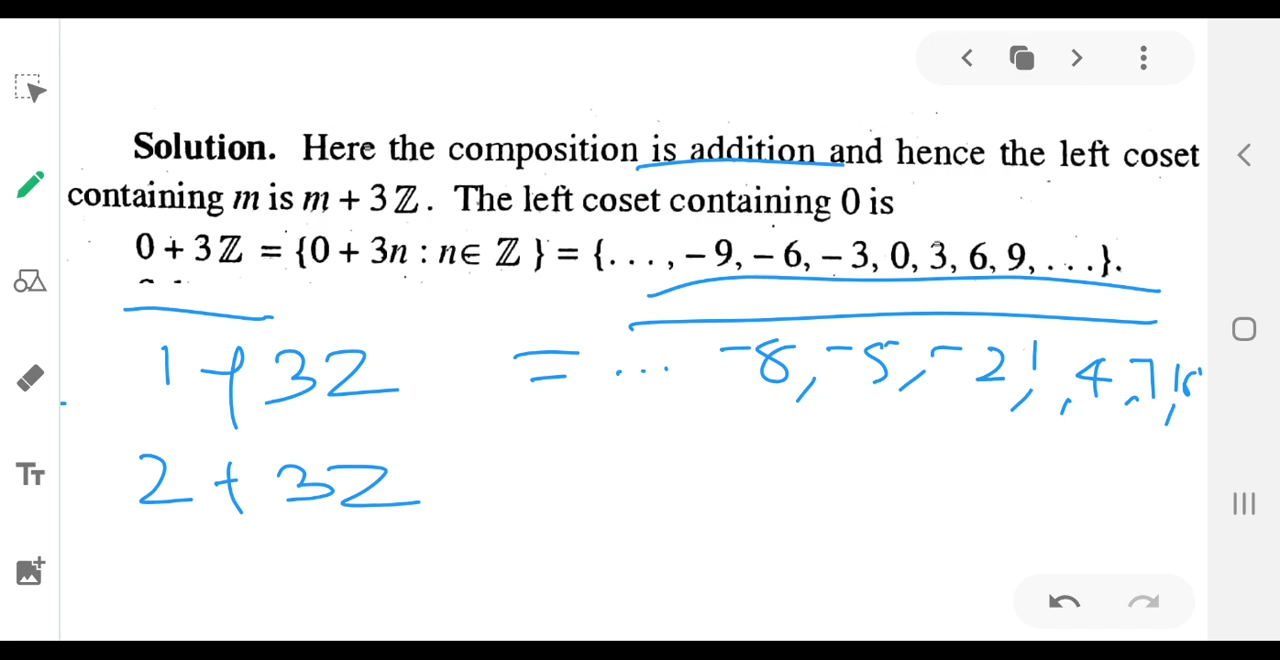 Solution. Here the composition is addition and hence the left coset
containing m is m + 3ℤ. The left coset containing 0 is
0 + 3ℤ = {0 + 3n : n∈ ℤ } = {. . . , – 9, – 6, – 3, 0, 3, 6, 9, . . .}.
1 + 3Z = ... -8, -5, -2, 1, 4, 7,
2 + 3Z
Tт